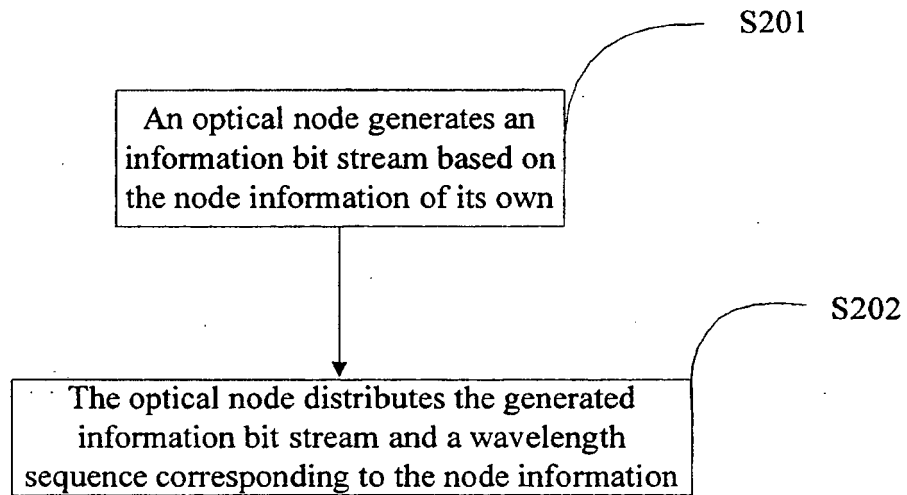 S201
An optical node generates an
information bit stream based on
the node information of its own
S202
The optical node distributes the generated
information bit stream and a wavelength
sequence corresponding to the node information